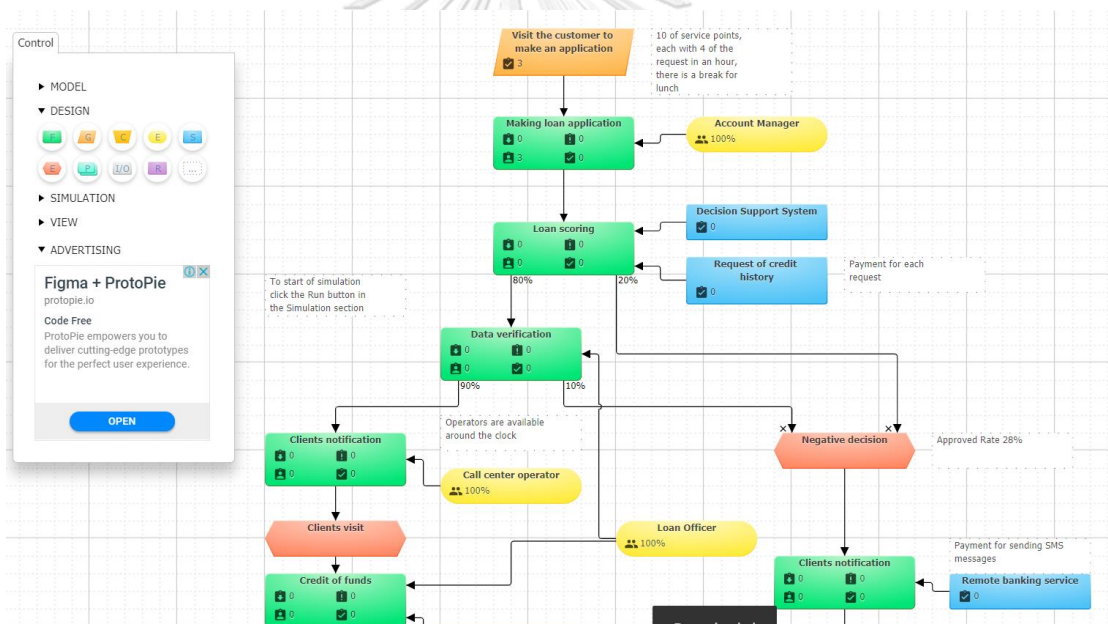 Control
MODEL
DESIGN
F G C E S
E P I/O R ...
SIMULATION
VIEW
ADVERTISING
Figma + ProtoPie
protopie.io
Code Free
ProtoPie empowers you to
deliver cutting-edge prototypes
for the perfect user experience.
OPEN
Visit the customer to
make an application
3
10 of service points,
each with 4 of the
request in an hour,
there is a break for
lunch
Making loan application
0 0
3 0
Account Manager
100%
Loan scoring
0 0
0 0
Decision Support System
0
Request of credit
history
0
Payment for each
request
80%
20%
To start of simulation
click the Run button in
the Simulation section
Data verification
0 0
0 0
90%
10%
Operators are available
around the clock
Clients notification
0 0
0 0
Call center operator
100%
Negative decision
Approved Rate 28%
Clients visit
Loan Officer
100%
Credit of funds
0 0
0 0
Payment for sending SMS
messages
Clients notification
0 0
0 0
Remote banking service
0